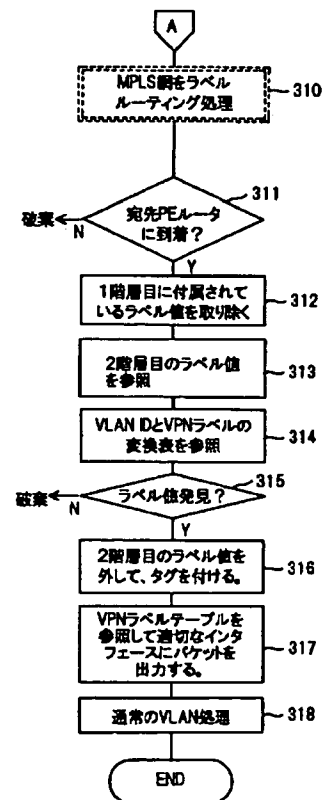 A
MPLS網をラベル
ルーティング処理
310
311
宛先PEルータ
に到着?
破棄
N
Y
1階層目に付属されて
いるラベル値を取り除く
312
2階層目のラベル値
を参照
313
VLAN IDとVPNラベルの
変換表を参照
314
315
ラベル値発見?
破棄
N
Y
2階層目のラベル値を
外して、タグを付ける。
316
VPNラベルテーブルを
参照して適切なインタ
フェースにパケットを
出力する。
317
通常のVLAN処理
318
END